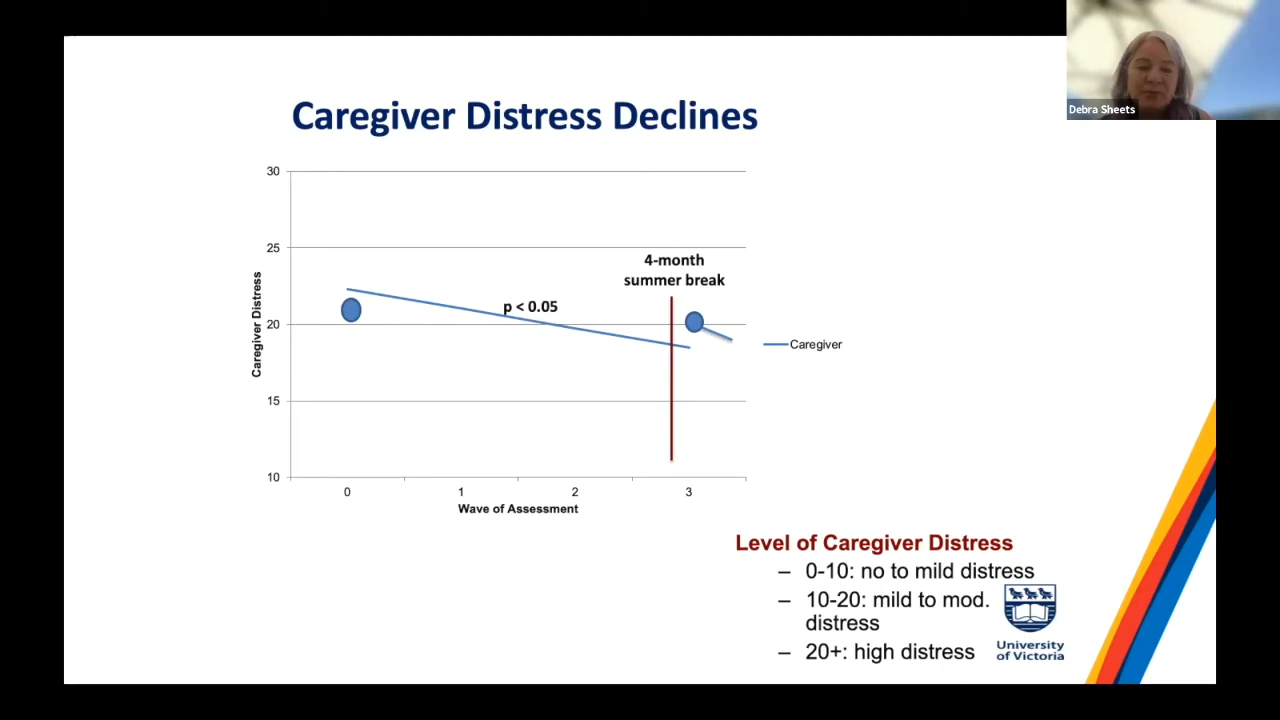 Debra Sheets
Caregiver Distress Declines
30
25
20
15
10
Caregiver Distress
4-month
summer break
p < 0.05
Caregiver
0 1 2 3
Wave of Assessment
Level of Caregiver Distress
– 0-10: no to mild distress
– 10-20: mild to mod.
distress
– 20+: high distress
University
of Victoria